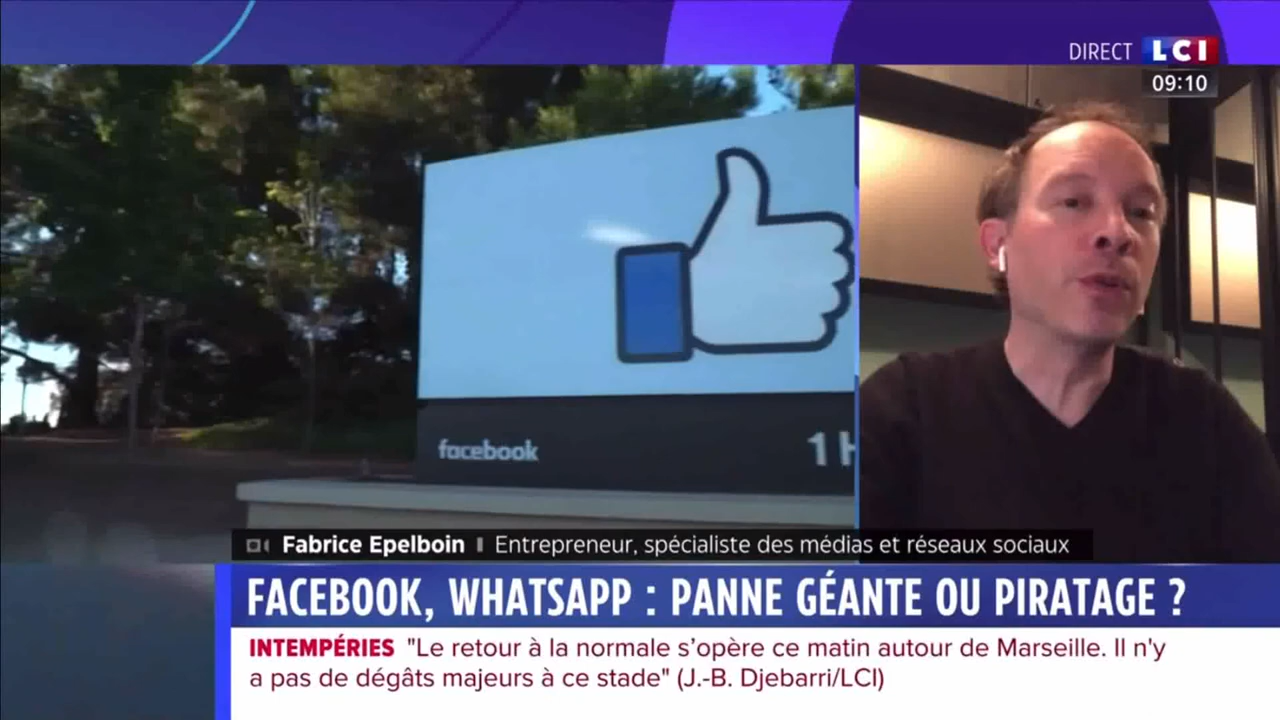 DIRECT LCI
09:10
facebook
1 H
Fabrice Epelboin Entrepreneur, spécialiste des médias et réseaux sociaux
FACEBOOK, WHATSAPP : PANNE GÉANTE OU PIRATAGE ?
INTEMPÉRIES "Le retour à la normale s’opère ce matin autour de Marseille. Il n'y
a pas de dégâts majeurs à ce stade" (J.-B. Djebarri/LCI)